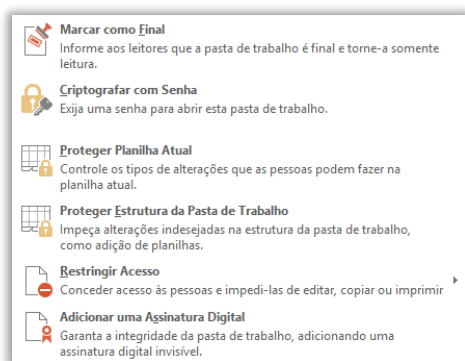 Marcar como Final
Informe aos leitores que a pasta de trabalho é final e torne-a somente
leitura.
Criptografar com Senha
Exija uma senha para abrir esta pasta de trabalho.
Proteger Planilha Atual
Controle os tipos de alterações que as pessoas podem fazer na
planilha atual.
Proteger Estrutura da Pasta de Trabalho
Impeça alterações indesejadas na estrutura da pasta de trabalho,
como adição de planilhas.
Restringir Acesso
Conceder acesso às pessoas e impedi-las de editar, copiar ou imprimir
Adicionar uma Assinatura Digital
Garanta a integridade da pasta de trabalho, adicionando uma
assinatura digital invisível.